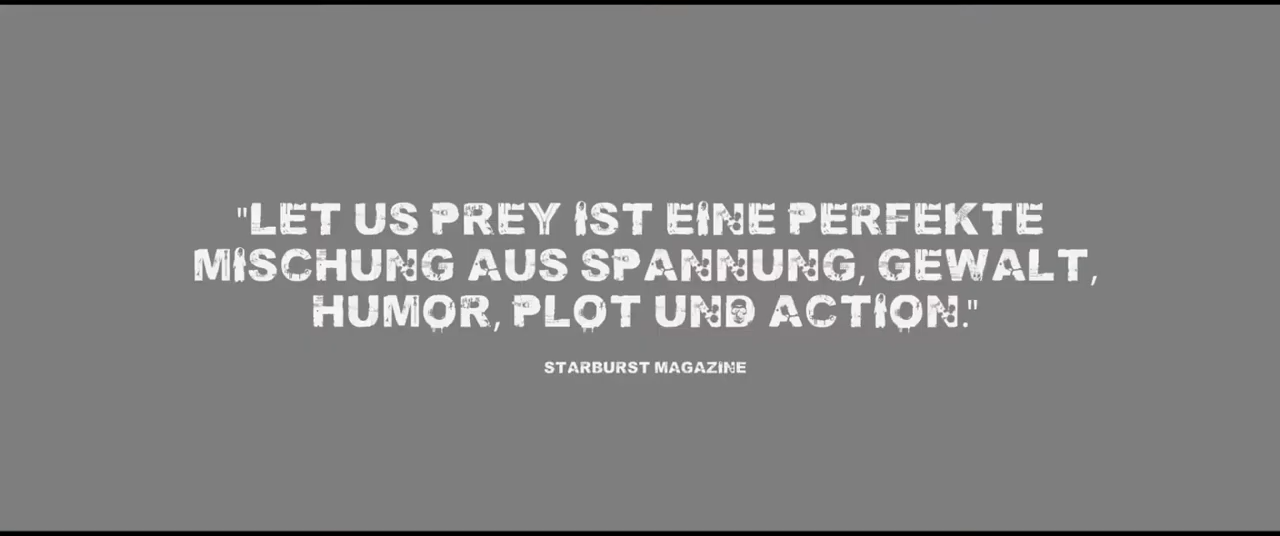 "LET US PREY IST EINE PERFEKTE
MISCHUNG AUS SPANNUNG, GEWALT,
HUMOR, PLOT UND ACTION."
STARBURST MAGAZINE